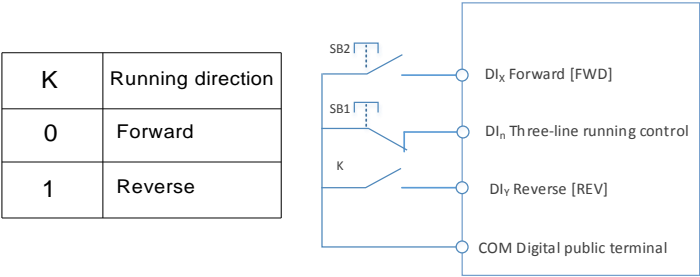 K Running direction
0 Forward
1 Reverse
SB2
DIX Forward [FWD]
SB1
DIn Three-line running control
K
DIY Reverse [REV]
COM Digital public terminal